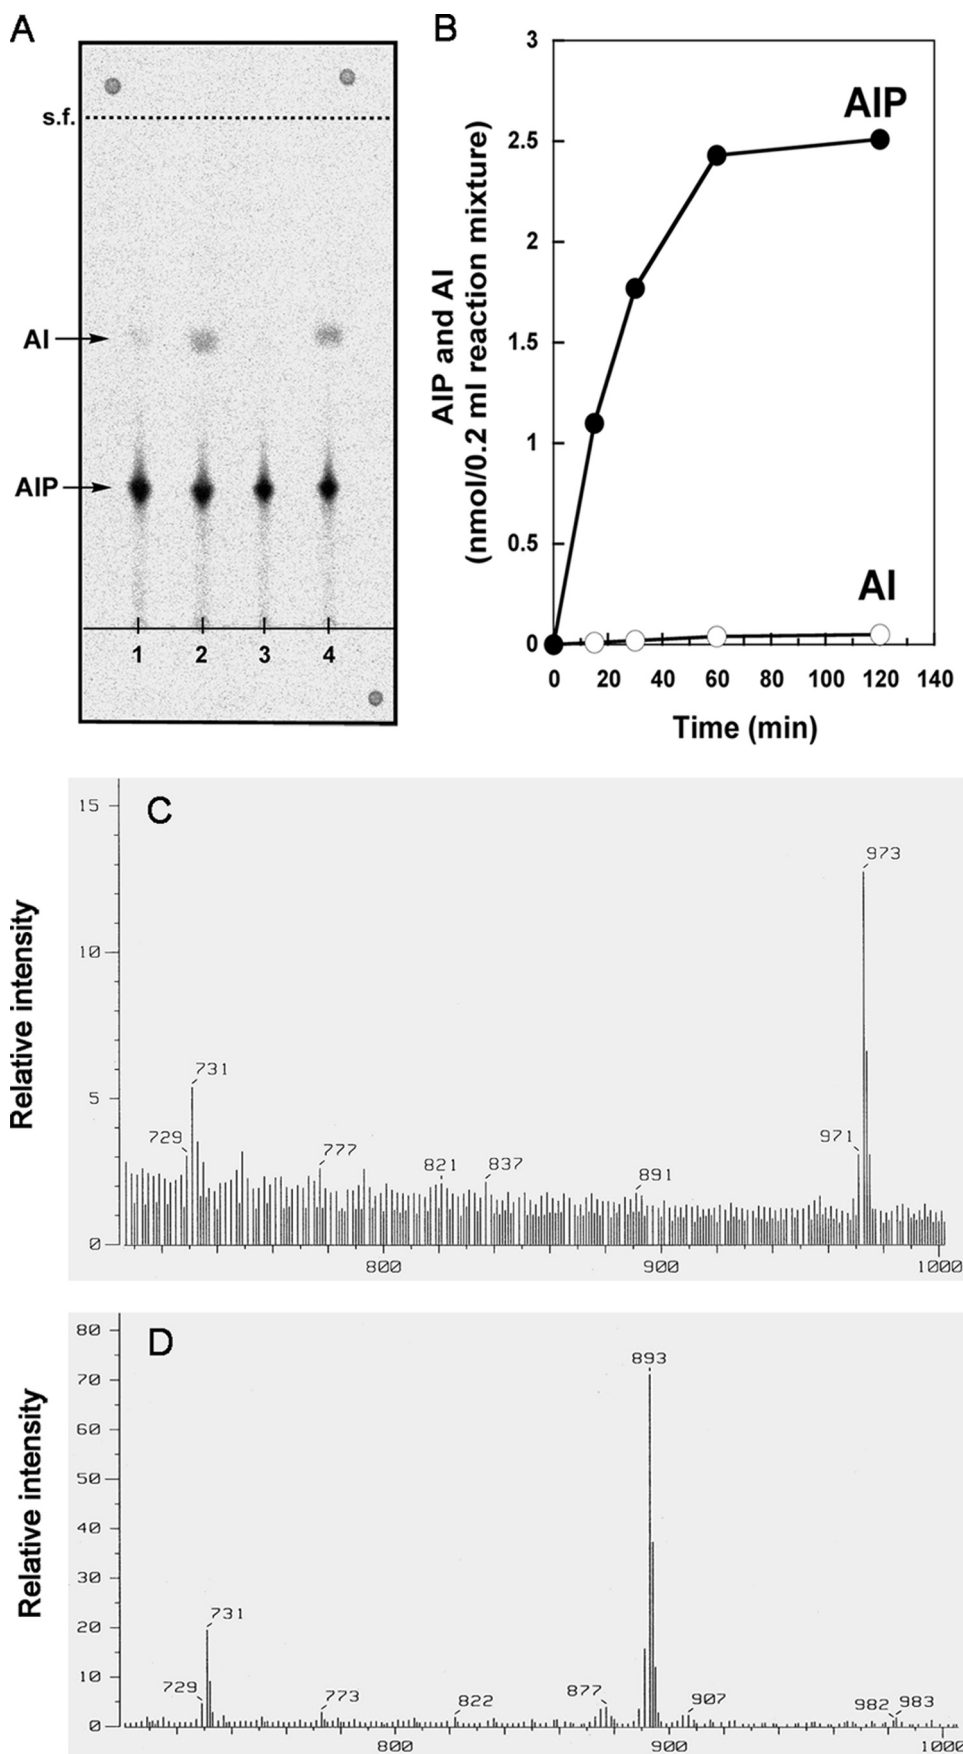 A
s.f.
AI
AIP
1 2 3 4
B
3
2.5
2
1.5
1
0.5
0
AIP and AI
(nmol/0.2 ml reaction mixture)
AIP
AI
0 20 40 60 80 100 120 140
Time (min)
C
Relative intensity
15
10
5
0
973
731
729
777
821
837
891
971
800 900 1000
D
Relative intensity
80
70
60
50
40
30
20
10
0
893
731
729
773
822
877
907
982
983
800 900 1000